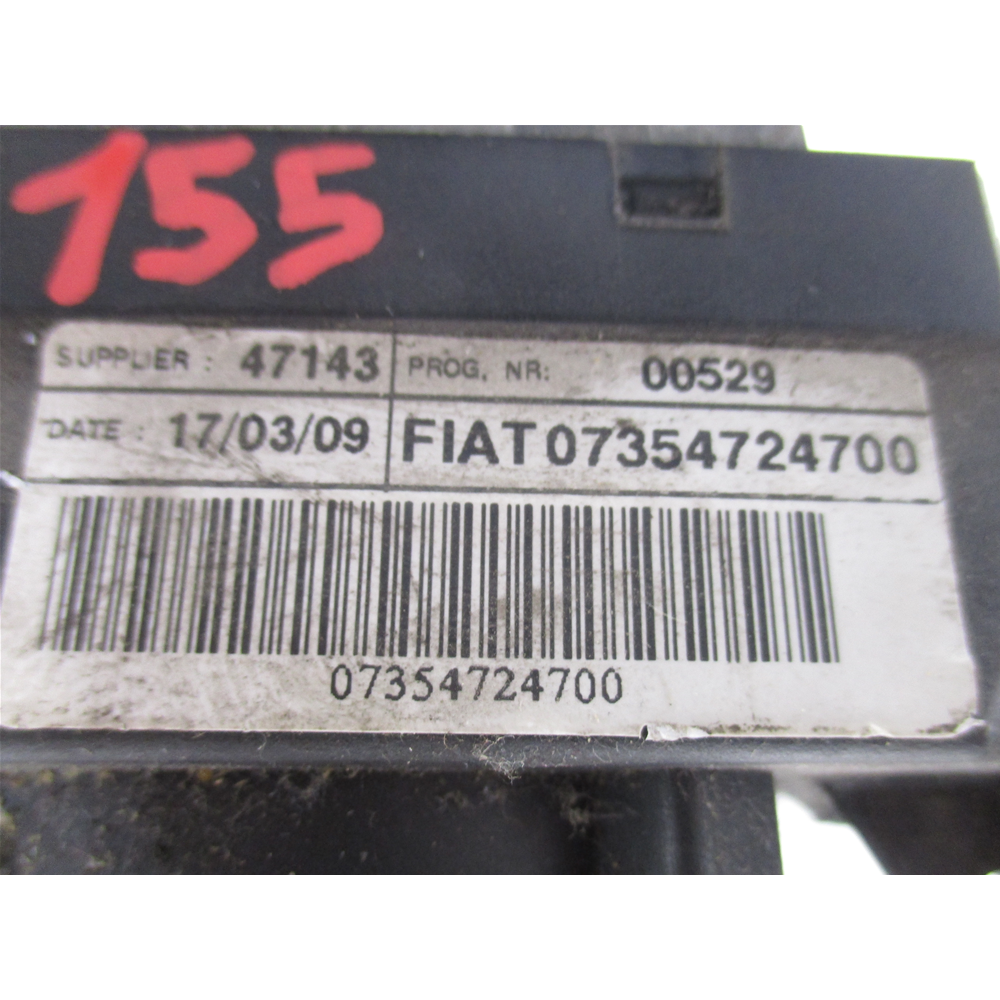 155
SUPPLIER : 47143 PROG. NR: 00529
DATE : 17/03/09 FIAT 07354724700
07354724700